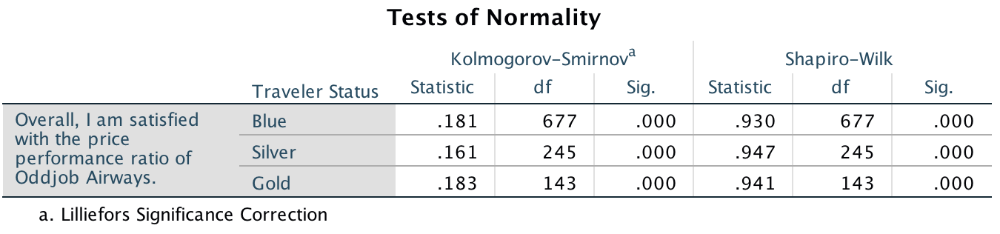 Tests of Normality
Kolmogorov-Smirnovᵃ Shapiro-Wilk
Traveler Status Statistic df Sig. Statistic df Sig.
Overall, I am satisfied with the price performance ratio of Oddjob Airways. Blue .181 677 .000 .930 677 .000
Silver .161 245 .000 .947 245 .000
Gold .183 143 .000 .941 143 .000
a. Lilliefors Significance Correction